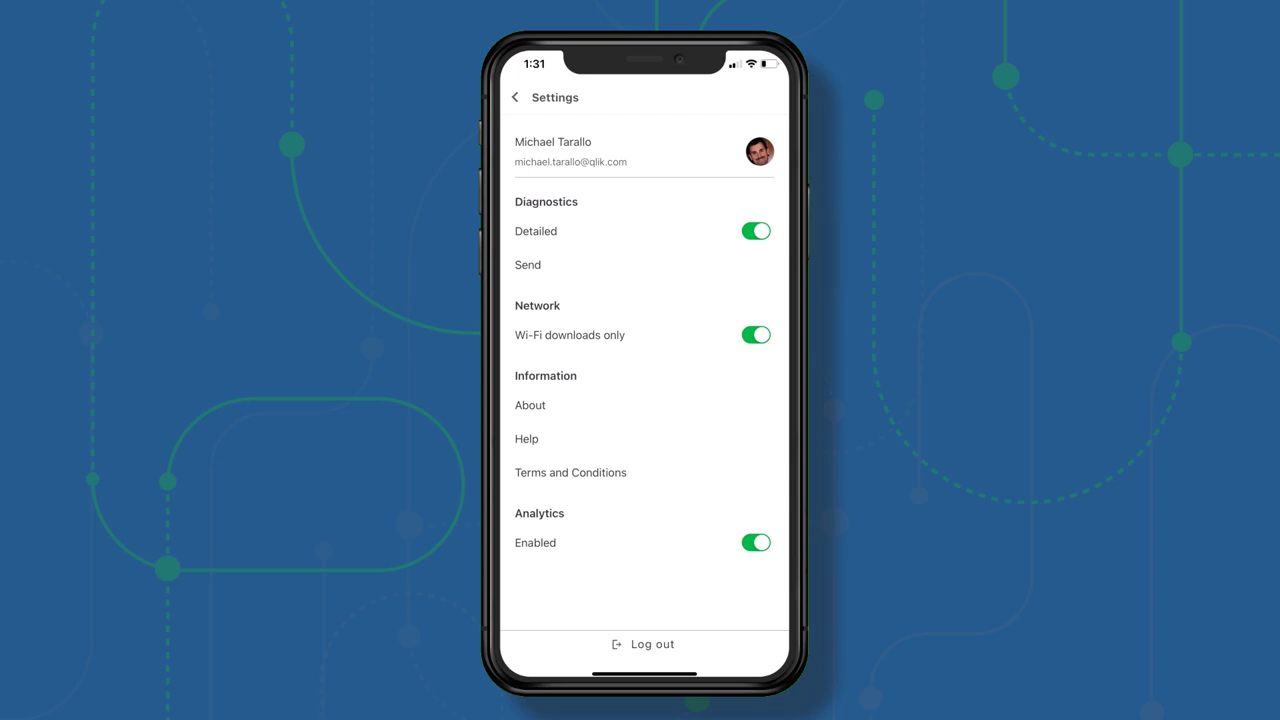 1:31
Settings
Michael Tarallo
michael.tarallo@qlik.com
Diagnostics
Detailed
Send
Network
Wi-Fi downloads only
Information
About
Help
Terms and Conditions
Analytics
Enabled
Log out